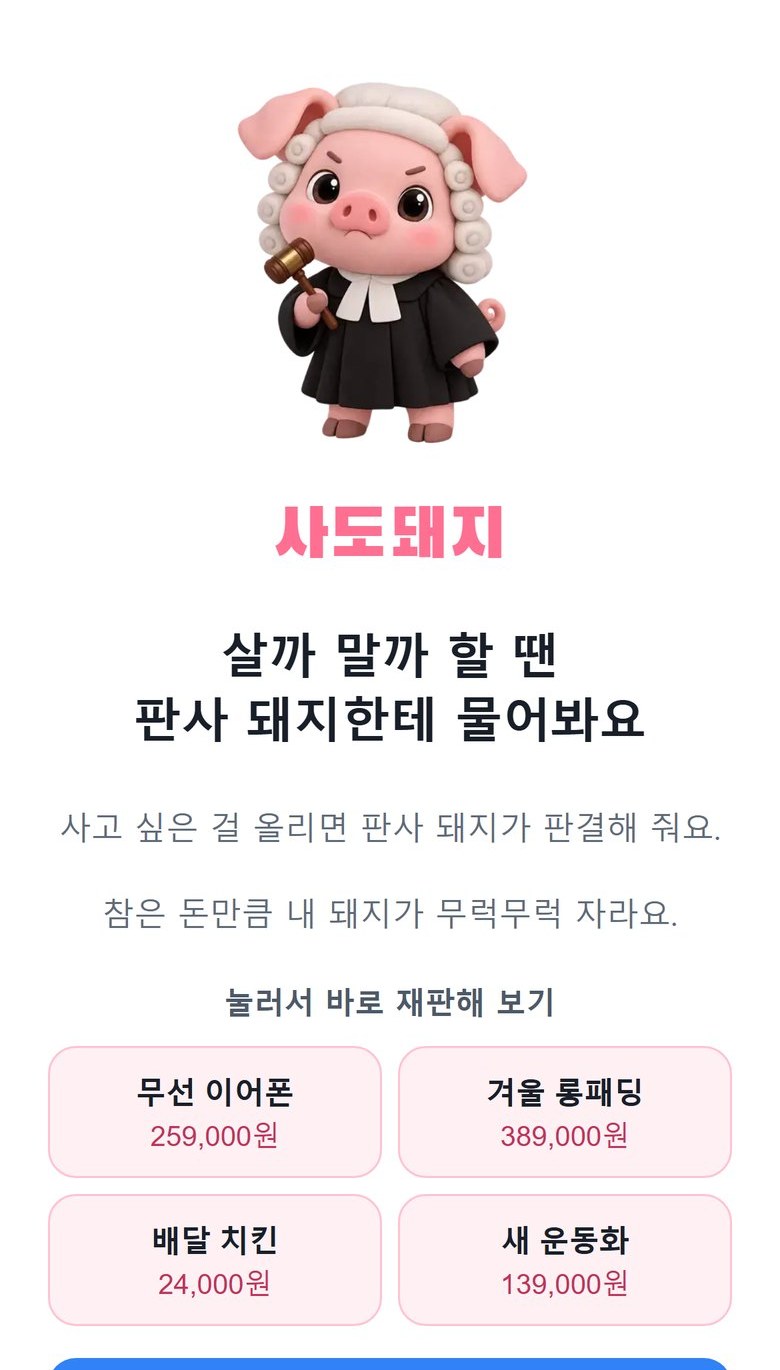 사도돼지
살까 말까 할 땐
판사 돼지한테 물어봐요
사고 싶은 걸 올리면 판사 돼지가 판결해 줘요.
참은 돈만큼 내 돼지가 무럭무럭 자라요.
눌러서 바로 재판해 보기
무선 이어폰
259,000원
겨울 롱패딩
389,000원
배달 치킨
24,000원
새 운동화
139,000원